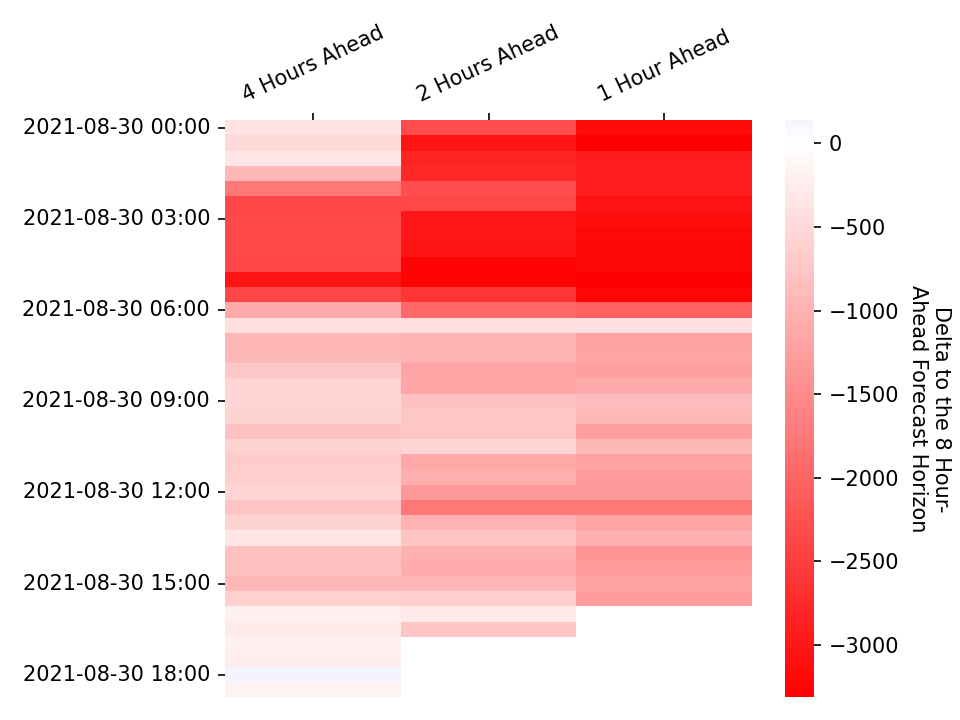 4 Hours Ahead
2 Hours Ahead
1 Hour Ahead
2021-08-30 00:00
2021-08-30 03:00
2021-08-30 06:00
2021-08-30 09:00
2021-08-30 12:00
2021-08-30 15:00
2021-08-30 18:00
0
−500
−1000
−1500
−2000
−2500
−3000
Delta to the 8 Hour-
Ahead Forecast Horizon